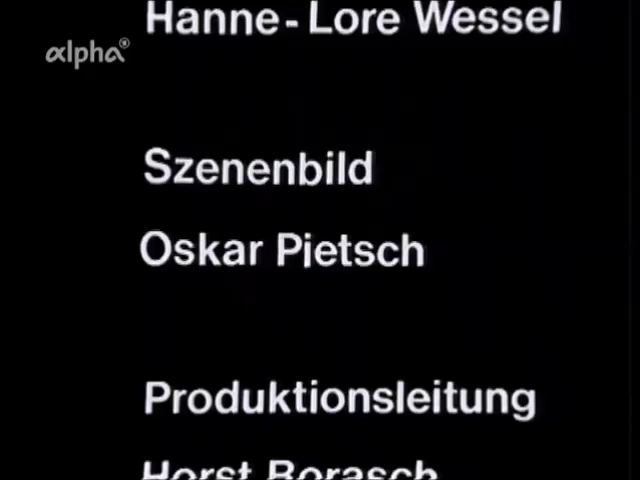 Hanne-Lore Wessel
alpha
Szenenbild
Oskar Pietsch
Produktionsleitung
Horst Borasch